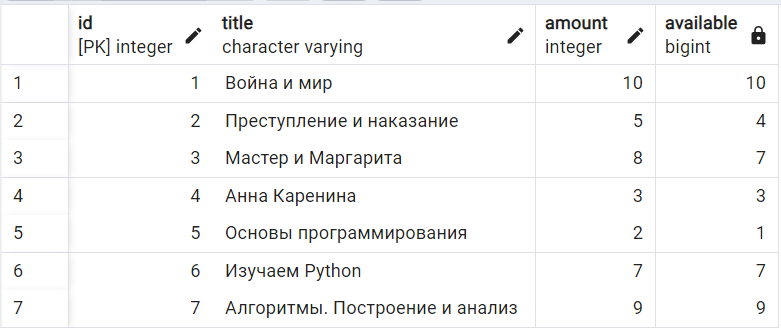 id title amount available
[PK] integer character varying integer bigint
1 1 Война и мир 10 10
2 2 Преступление и наказание 5 4
3 3 Мастер и Маргарита 8 7
4 4 Анна Каренина 3 3
5 5 Основы программирования 2 1
6 6 Изучаем Python 7 7
7 7 Алгоритмы. Построение и анализ 9 9